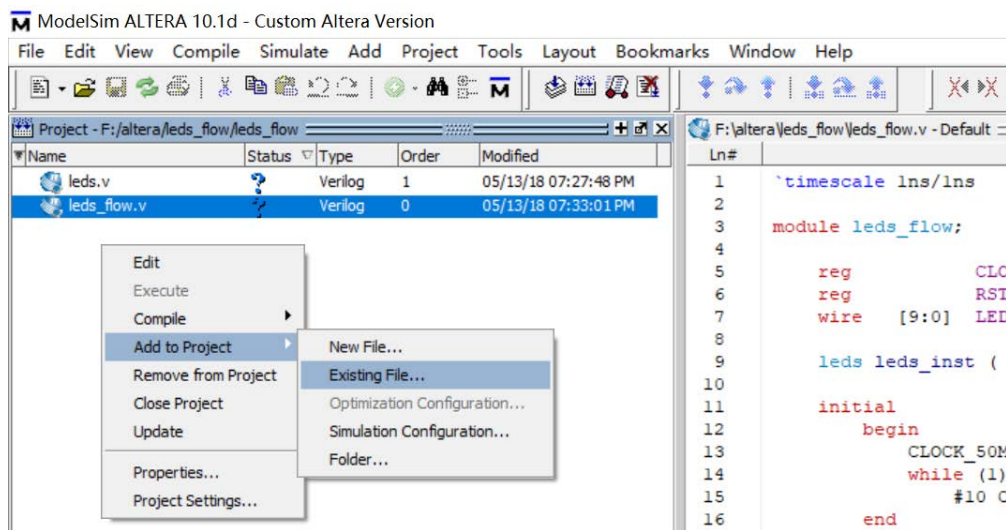 ModelSim ALTERA 10.1d - Custom Altera Version
File Edit View Compile Simulate Add Project Tools Layout Bookmarks Window Help
Project - F:/altera/leds_flow/leds_flow
Name Status Type Order Modified
leds.v Verilog 1 05/13/18 07:27:48 PM
leds_flow.v Verilog 0 05/13/18 07:33:01 PM
Edit
Execute
Compile
Add to Project
Remove from Project
Close Project
Update
Properties...
Project Settings...
New File...
Existing File...
Optimization Configuration...
Simulation Configuration...
Folder...
F:\altera\leds_flow\leds_flow.v - Default
Ln#
1 `timescale 1ns/1ns
2
3 module leds_flow;
4
5 reg CLO
6 reg RST
7 wire [9:0] LED
8
9 leds leds_inst (
10
11 initial
12 begin
13 CLOCK_50M
14 while (1)
15 #10 C
16 end